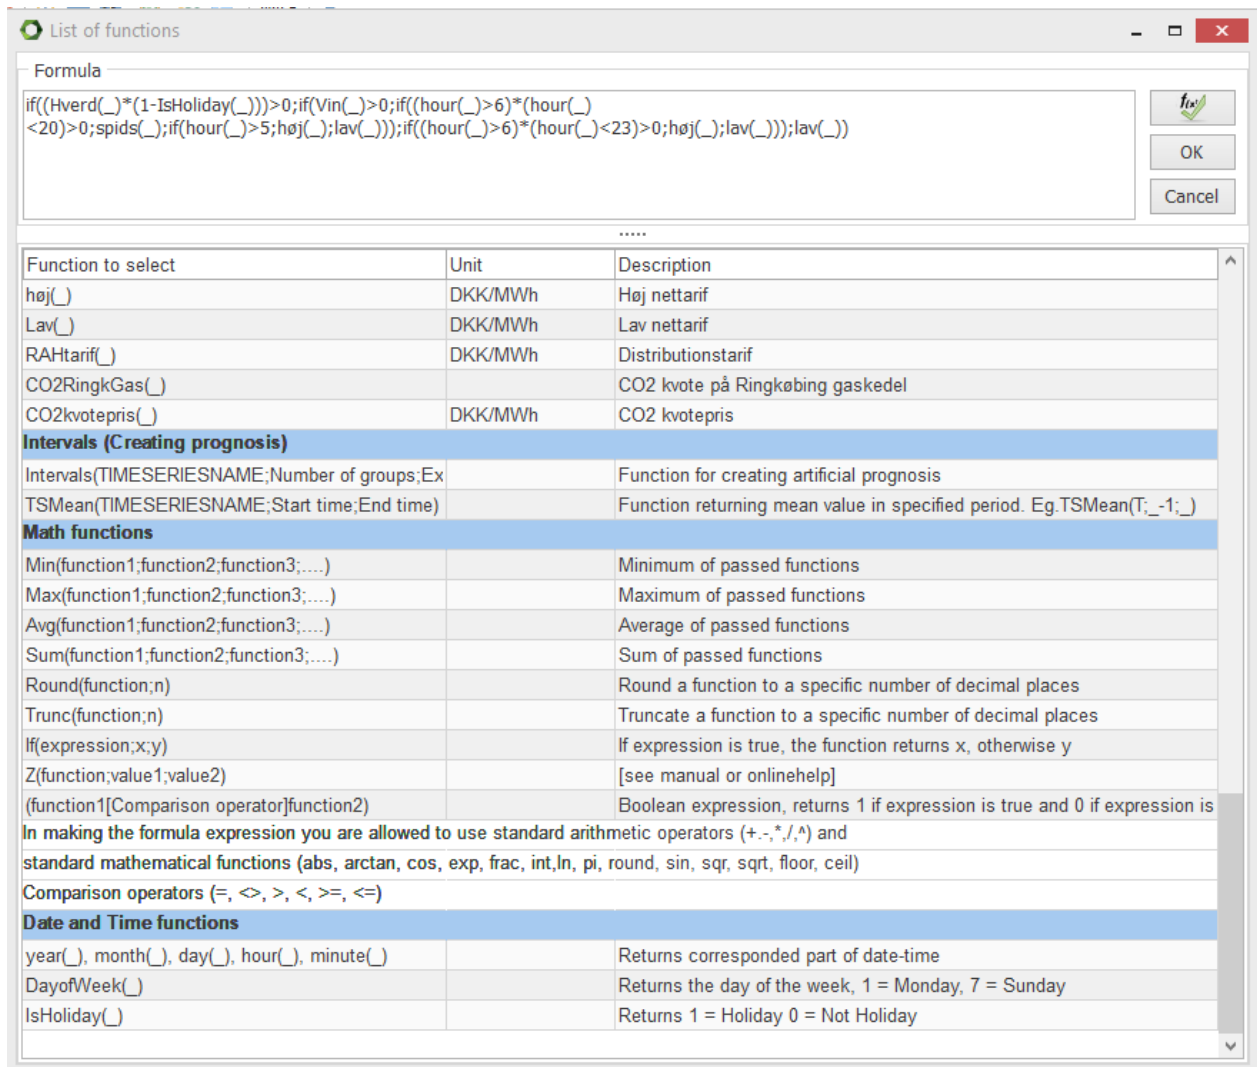 List of functions
Formula
if((Hverd(_)*(1-IsHoliday(_)))>0;if(Vin(_)>0;if((hour(_)>6)*(hour(_)
<20)>0;spids(_);if(hour(_)>5;høj(_);lav(_)));if((hour(_)>6)*(hour(_)<23)>0;høj(_);lav(_)));lav(_))
OK
Cancel
Function to select Unit Description
høj(_) DKK/MWh Høj nettarif
Lav(_) DKK/MWh Lav nettarif
RAHtarif(_) DKK/MWh Distributionstarif
CO2RingkGas(_) CO2 kvote på Ringkøbing gaskedel
CO2kvotepris(_) DKK/MWh CO2 kvotepris
Intervals (Creating prognosis)
Intervals(TIMESERIESNAME;Number of groups;Ex Function for creating artificial prognosis
TSMean(TIMESERIESNAME;Start time;End time) Function returning mean value in specified period. Eg.TSMean(T;_-1;_)
Math functions
Min(function1;function2;function3;....) Minimum of passed functions
Max(function1;function2;function3;....) Maximum of passed functions
Avg(function1;function2;function3;....) Average of passed functions
Sum(function1;function2;function3;....) Sum of passed functions
Round(function;n) Round a function to a specific number of decimal places
Trunc(function;n) Truncate a function to a specific number of decimal places
If(expression;x;y) If expression is true, the function returns x, otherwise y
Z(function;value1;value2) [see manual or onlinehelp]
(function1[Comparison operator]function2) Boolean expression, returns 1 if expression is true and 0 if expression is
In making the formula expression you are allowed to use standard arithmetic operators (+.-,*,/,^) and
standard mathematical functions (abs, arctan, cos, exp, frac, int,ln, pi, round, sin, sqr, sqrt, floor, ceil)
Comparison operators (=, <>, >, <, >=, <=)
Date and Time functions
year(_), month(_), day(_), hour(_), minute(_) Returns corresponded part of date-time
DayofWeek(_) Returns the day of the week, 1 = Monday, 7 = Sunday
IsHoliday(_) Returns 1 = Holiday 0 = Not Holiday